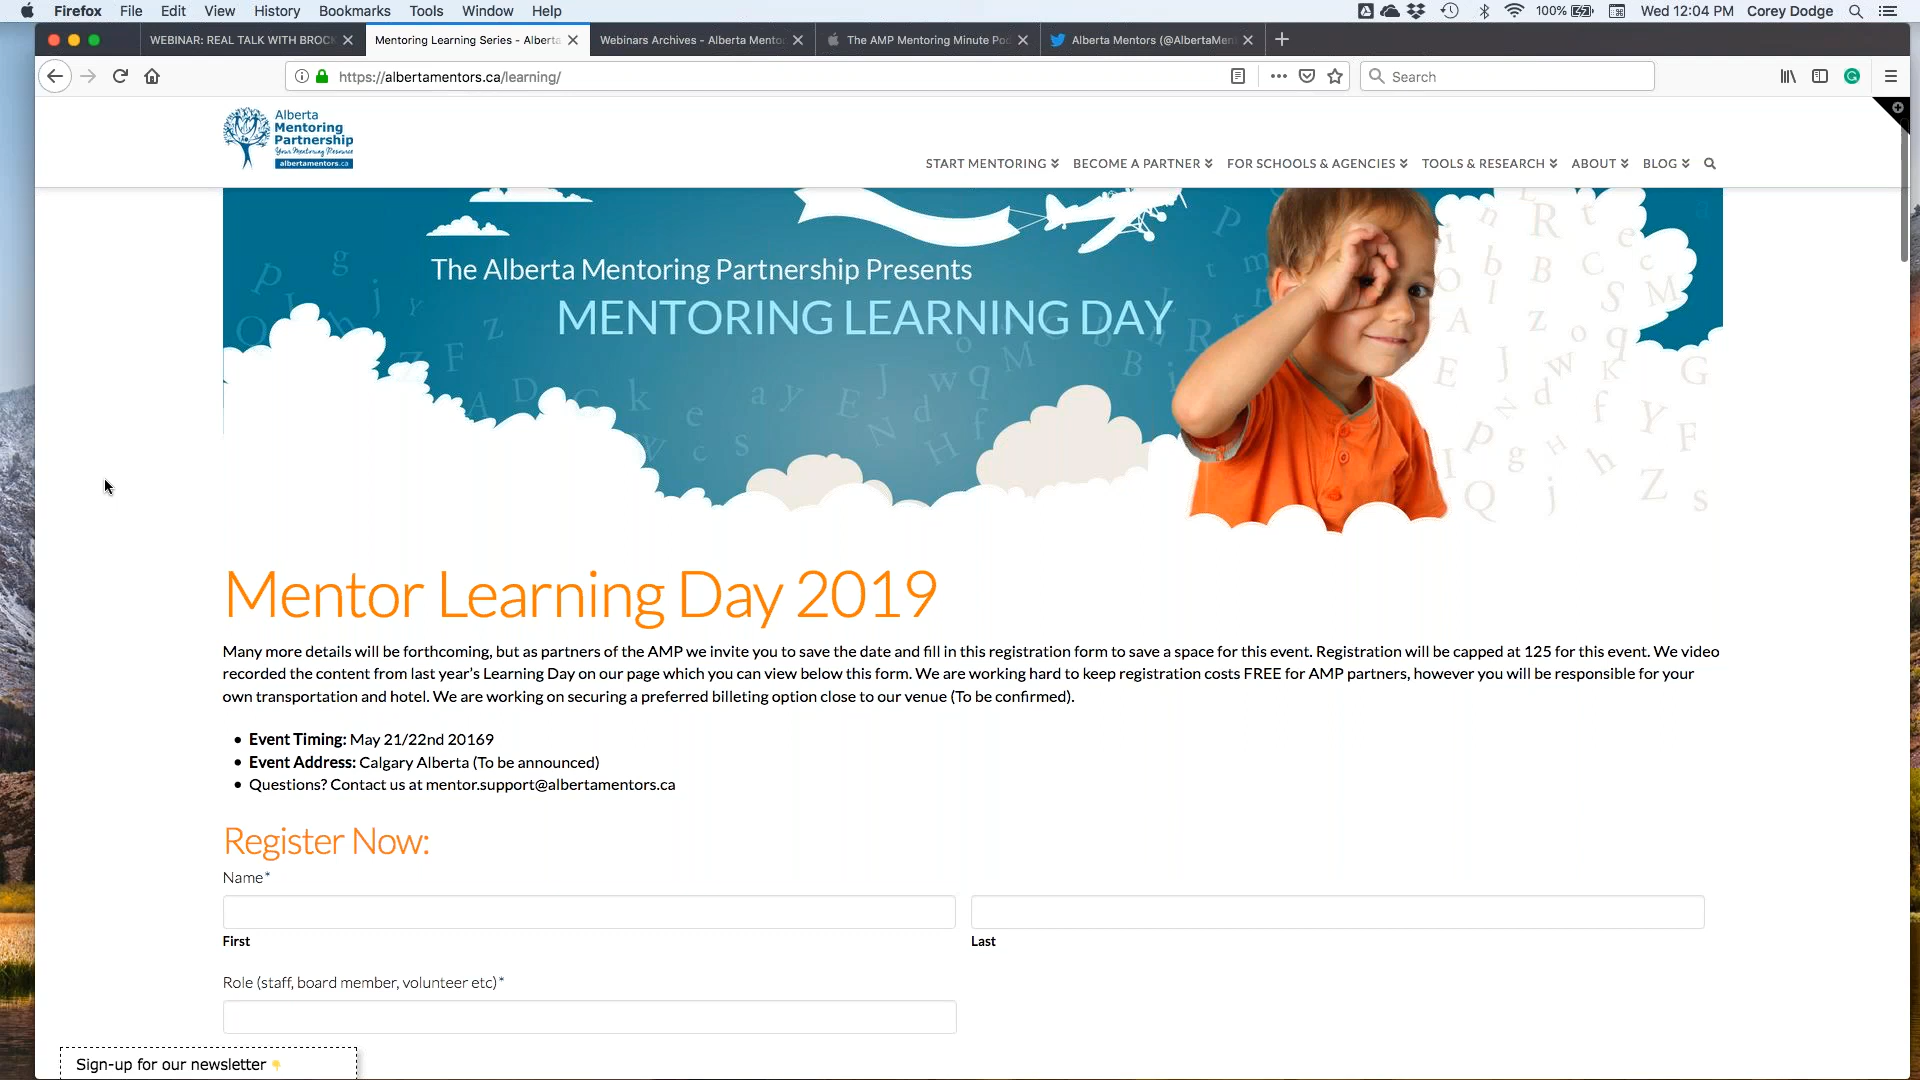 Firefox File Edit View History Bookmarks Tools Window Help 100% Wed 12:04 PM Corey Dodge
WEBINAR: REAL TALK WITH BROCK Mentoring Learning Series - Alberta Webinars Archives - Alberta Mento The AMP Mentoring Minute Po Alberta Mentors (@AlbertaMen
https://albertamentors.ca/learning/ Search
Alberta
Mentoring
Partnership
Your Mentoring Resource
albertamentors.ca
START MENTORING BECOME A PARTNER FOR SCHOOLS & AGENCIES TOOLS & RESEARCH ABOUT BLOG
The Alberta Mentoring Partnership Presents
MENTORING LEARNING DAY
Mentor Learning Day 2019
Many more details will be forthcoming, but as partners of the AMP we invite you to save the date and fill in this registration form to save a space for this event. Registration will be capped at 125 for this event. We video
recorded the content from last year's Learning Day on our page which you can view below this form. We are working hard to keep registration costs FREE for AMP partners, however you will be responsible for your
own transportation and hotel. We are working on securing a preferred billeting option close to our venue (To be confirmed).
• Event Timing: May 21/22nd 20169
• Event Address: Calgary Alberta (To be announced)
• Questions? Contact us at mentor.support@albertamentors.ca
Register Now:
Name*
First Last
Role (staff, board member, volunteer etc)*
Sign-up for our newsletter